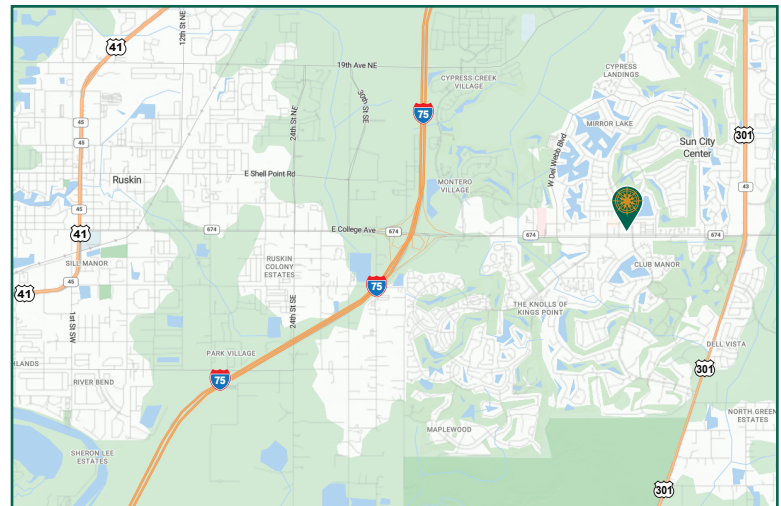 12th St NE
41
19th Ave NE
CYPRESS CREEK
VILLAGE
CYPRESS
LANDINGS
30th St SE
24th St NE
75
45
MIRROR LAKE
301
Sun City
Center
W Del Webb Blvd
E Shell Point Rd
Ruskin
MONTERO
VILLAGE
43
45
674
E College Ave
674
674
674
41
SILL MANOR
RUSKIN
COLONY
ESTATES
CLUB MANOR
45
75
41
24th St SE
THE KNOLLS OF
KINGS POINT
1st St SW
PARK VILLAGE
DELL VISTA
LANDS
301
RIVER BEND
75
NORTH GREEN
ESTATES
MAPLEWOOD
SHERON LEE
ESTATES
301